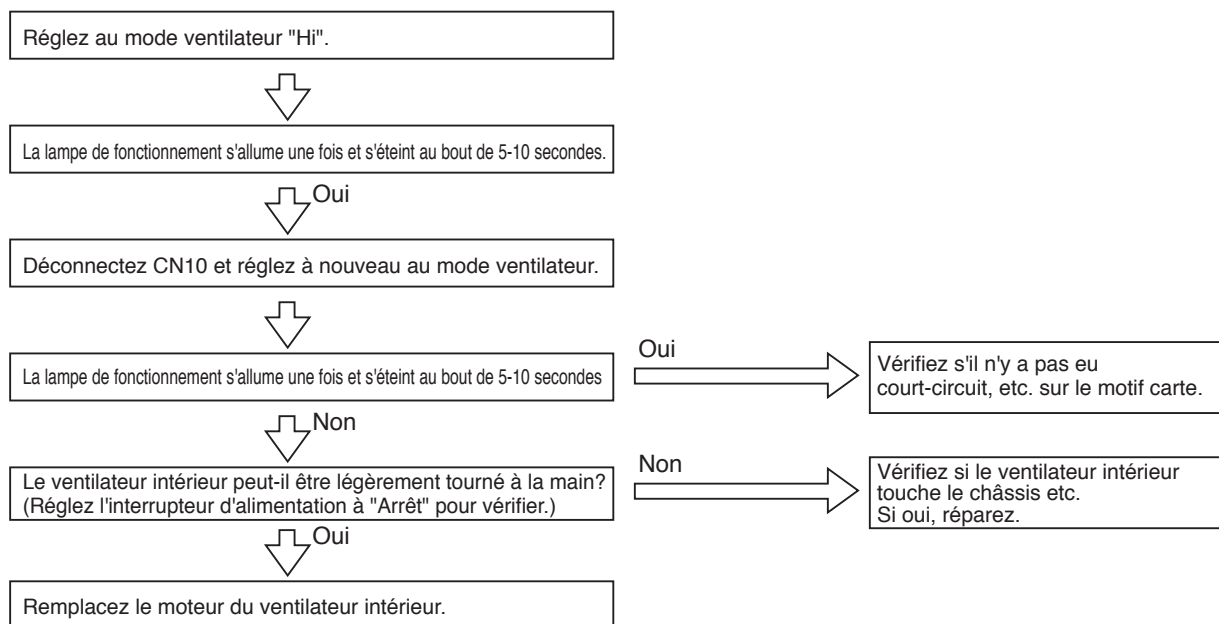 Réglez au mode ventilateur "Hi".
La lampe de fonctionnement s'allume une fois et s'éteint au bout de 5-10 secondes.
Oui
Déconnectez CN10 et réglez à nouveau au mode ventilateur.
La lampe de fonctionnement s'allume une fois et s'éteint au bout de 5-10 secondes
Oui
Vérifiez s'il n'y a pas eu
court-circuit, etc. sur le motif carte.
Non
Le ventilateur intérieur peut-il être légèrement tourné à la main?
(Réglez l'interrupteur d'alimentation à "Arrêt" pour vérifier.)
Non
Vérifiez si le ventilateur intérieur
touche le châssis etc.
Si oui, réparez.
Oui
Remplacez le moteur du ventilateur intérieur.